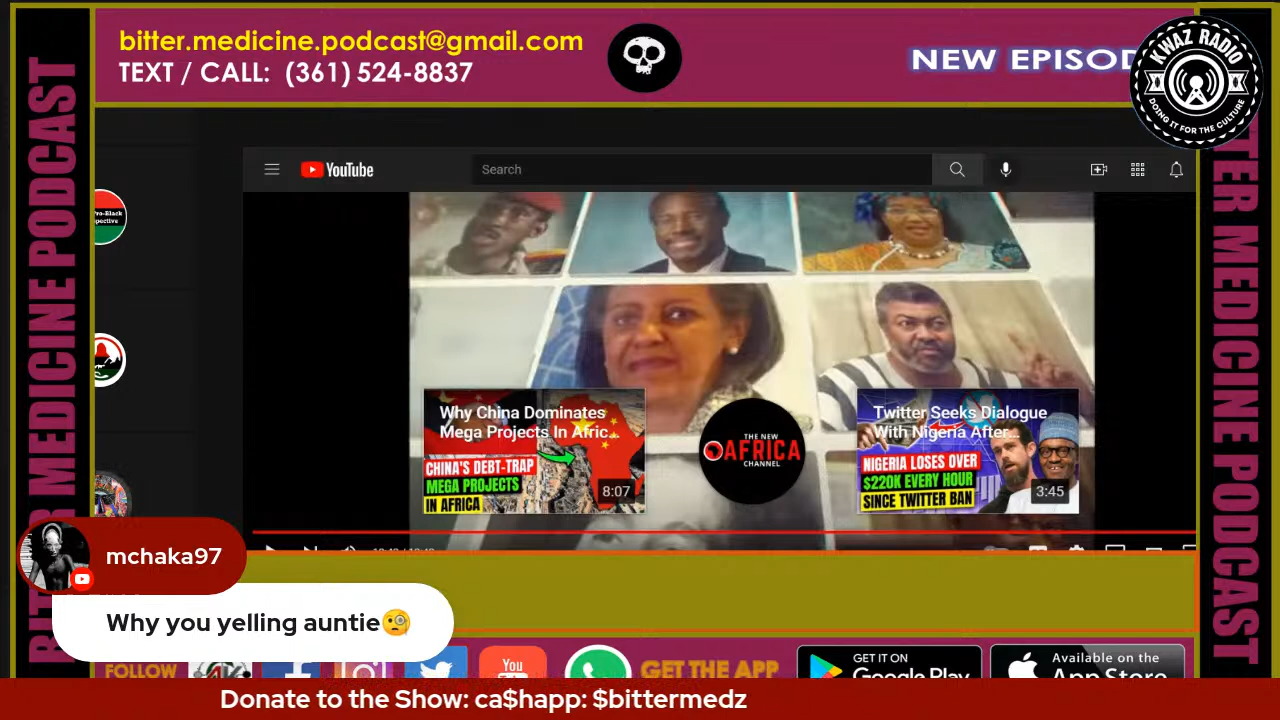 bitter.medicine.podcast@gmail.com
TEXT / CALL: (361) 524-8837
NEW EPISOD
KWAZ RADIO
DOING IT FOR THE CULTURE
BITTER MEDICINE PODCAST
YouTube
Search
Why China Dominates
Mega Projects In Afric...
CHINA'S DEBT-TRAP
MEGA PROJECTS
IN AFRICA
8:07
THE NEW
AFRICA
CHANNEL
Twitter Seeks Dialogue
With Nigeria After...
NIGERIA LOSES OVER
$220K EVERY HOUR
SINCE TWITTER BAN
3:45
TER MEDICINE PODCAST
mchaka97
Why you yelling auntie🧐
FOLLOW
You
GET THE APP
GET IT ON
Google Play
Available on the
App Store
Donate to the Show: ca$happ: $bittermedz